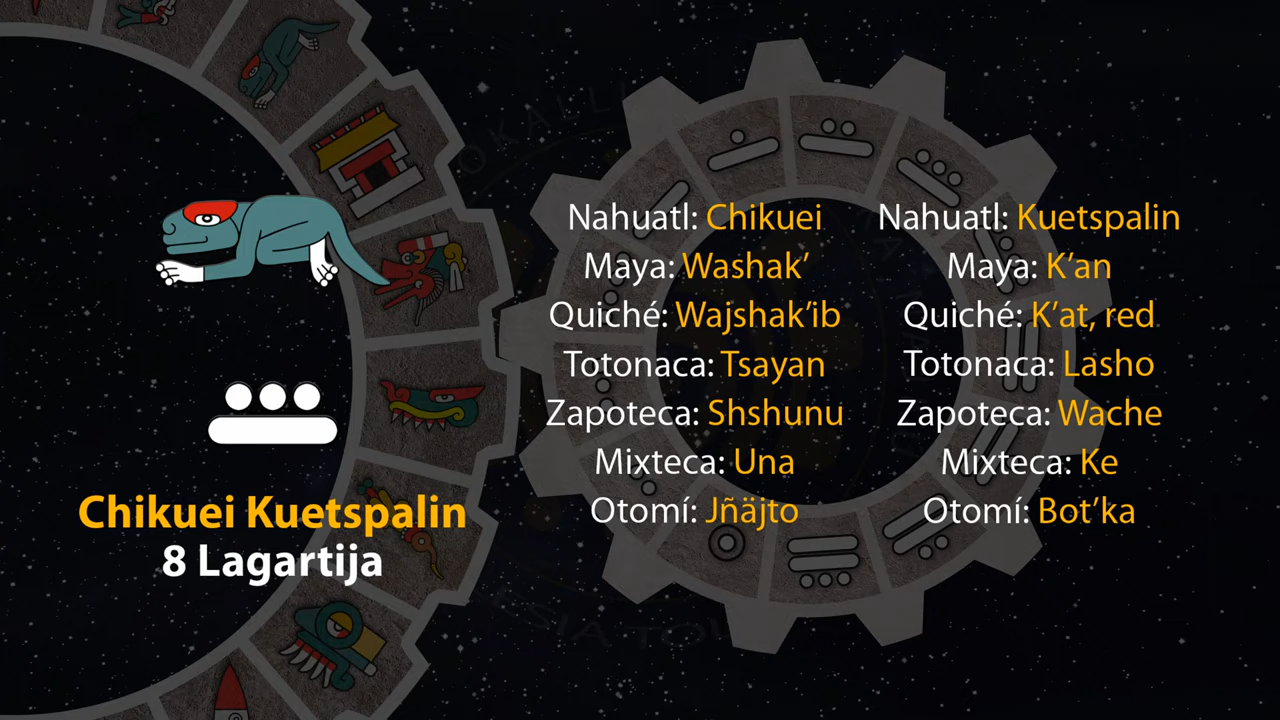 Chikuei Kuetspalin
8 Lagartija
Nahuatl: Chikuei
Maya: Washak’
Quiché: Wajshak’ib
Totonaca: Tsayan
Zapoteca: Shshunu
Mixteca: Una
Otomí: Jñäjto
Nahuatl: Kuetspalin
Maya: K’an
Quiché: K’at, red
Totonaca: Lasho
Zapoteca: Wache
Mixteca: Ke
Otomí: Bot’ka